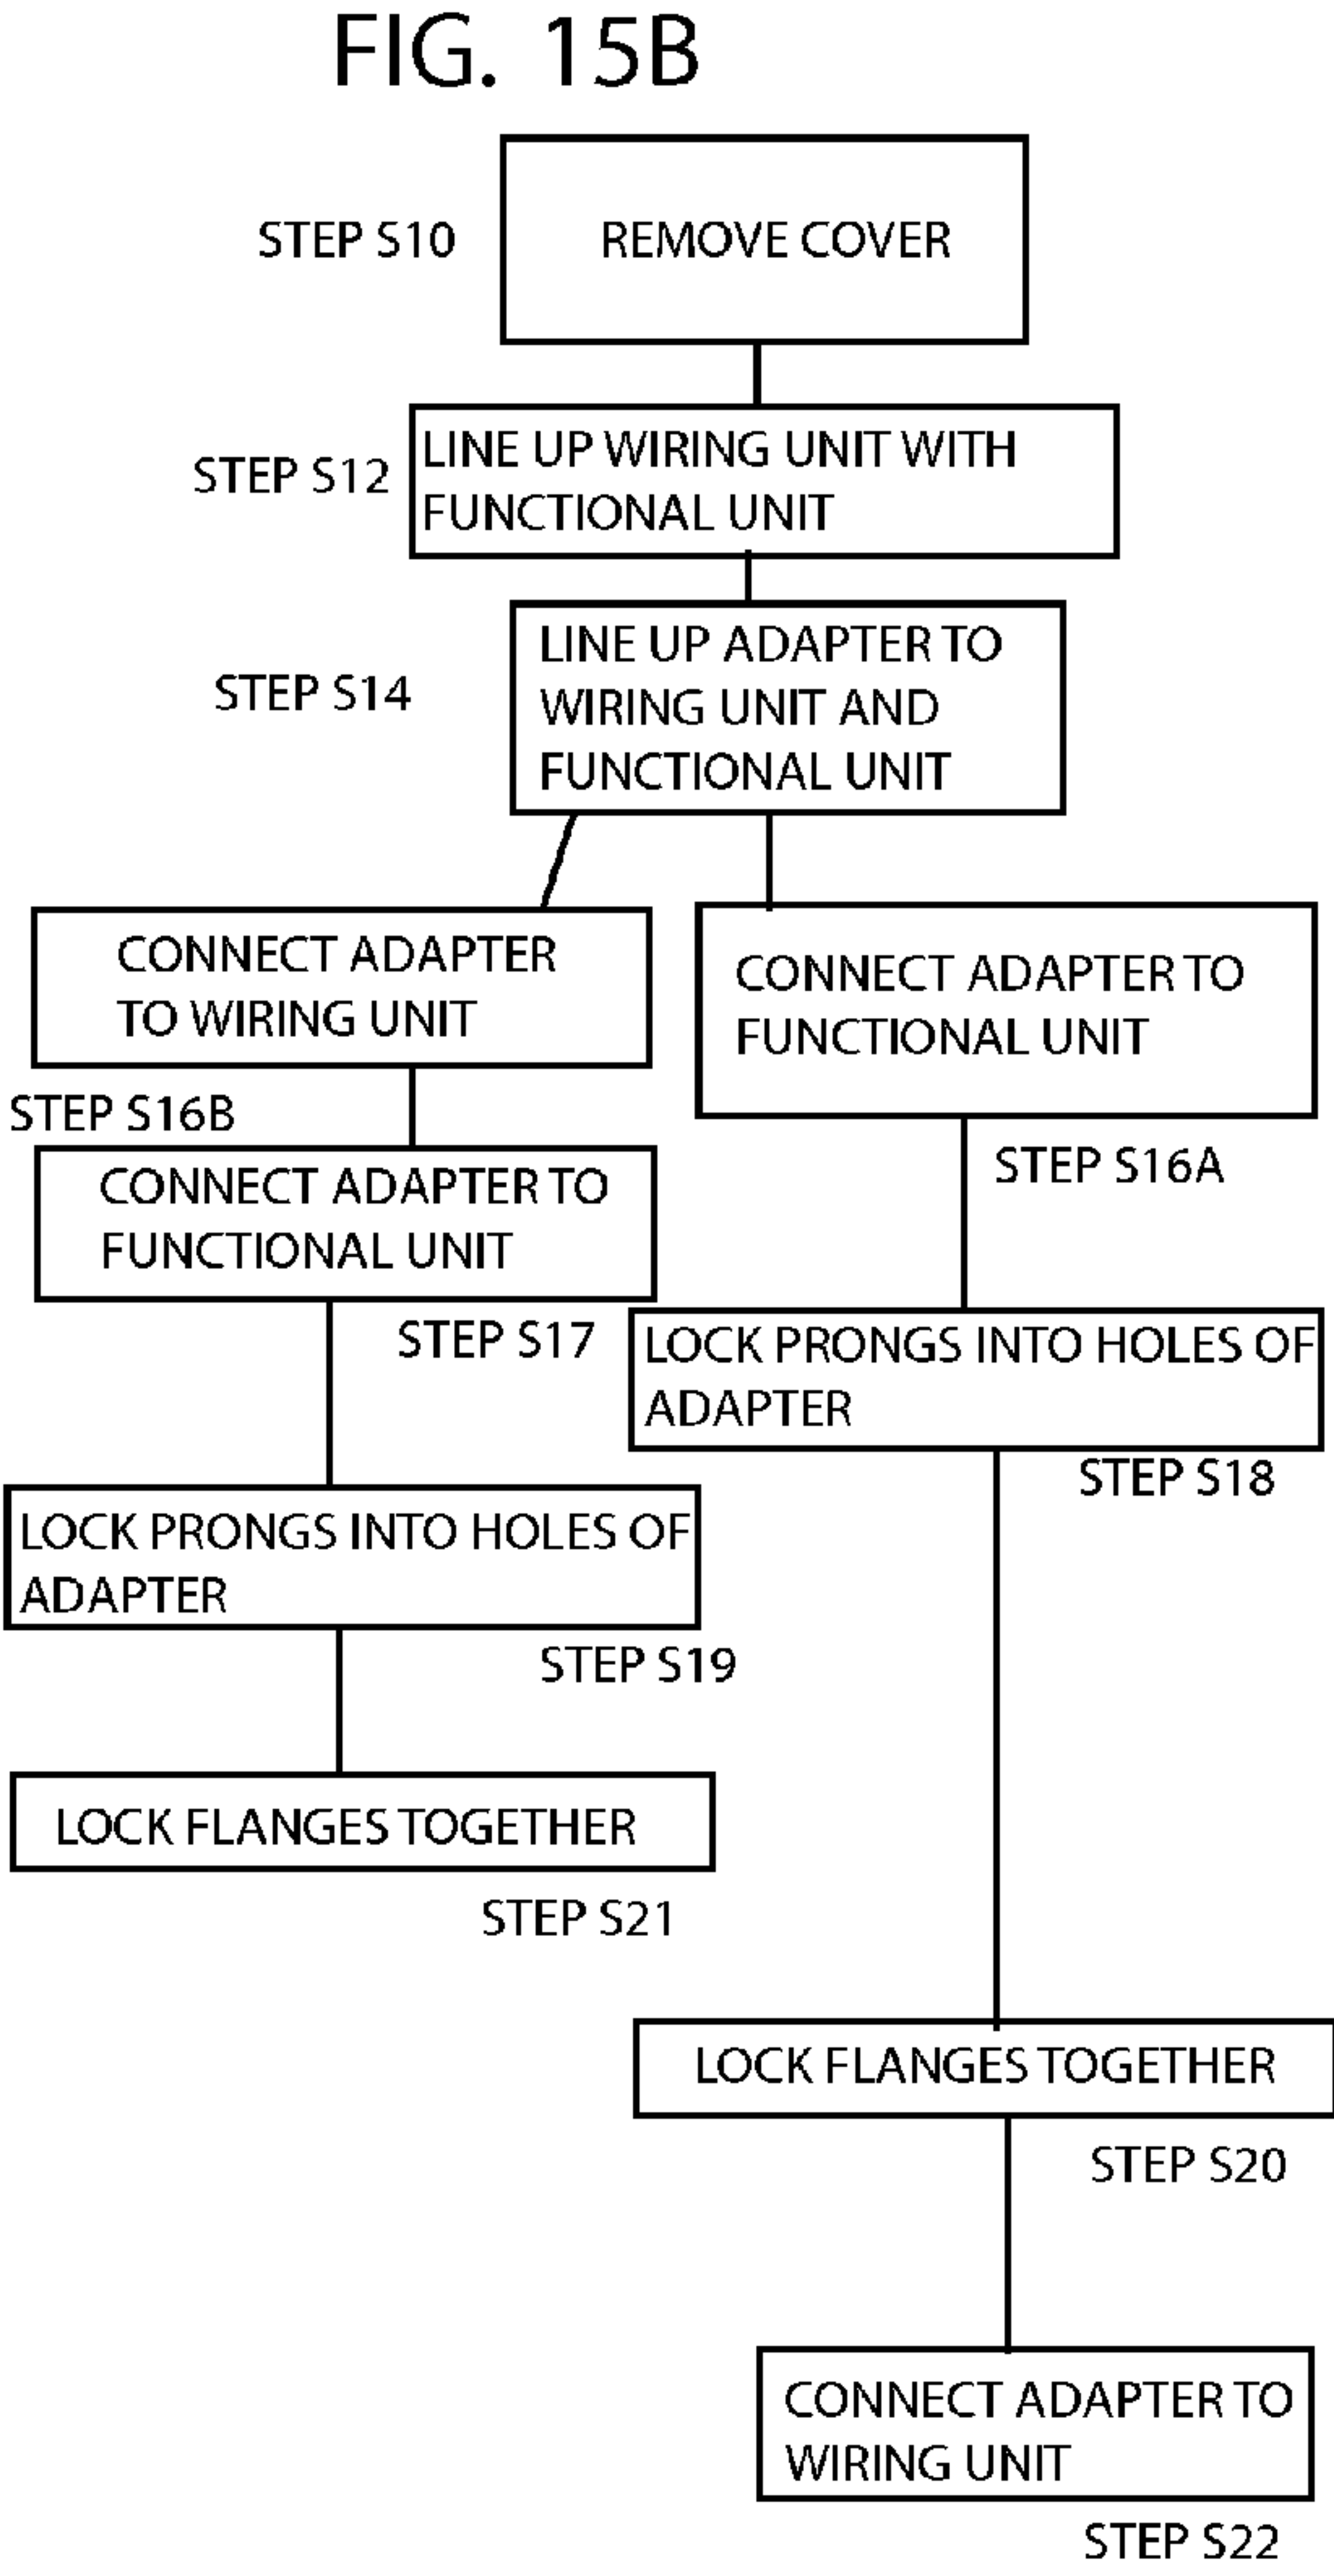 FIG. 15B
STEP S10
REMOVE COVER
STEP S12
LINE UP WIRING UNIT WITH
FUNCTIONAL UNIT
STEP S14
LINE UP ADAPTER TO
WIRING UNIT AND
FUNCTIONAL UNIT
CONNECT ADAPTER
TO WIRING UNIT
STEP S16B
CONNECT ADAPTER TO
FUNCTIONAL UNIT
STEP S16A
CONNECT ADAPTER TO
FUNCTIONAL UNIT
STEP S17
LOCK PRONGS INTO HOLES OF
ADAPTER
STEP S18
LOCK PRONGS INTO HOLES OF
ADAPTER
STEP S19
LOCK FLANGES TOGETHER
STEP S21
LOCK FLANGES TOGETHER
STEP S20
CONNECT ADAPTER TO
WIRING UNIT
STEP S22